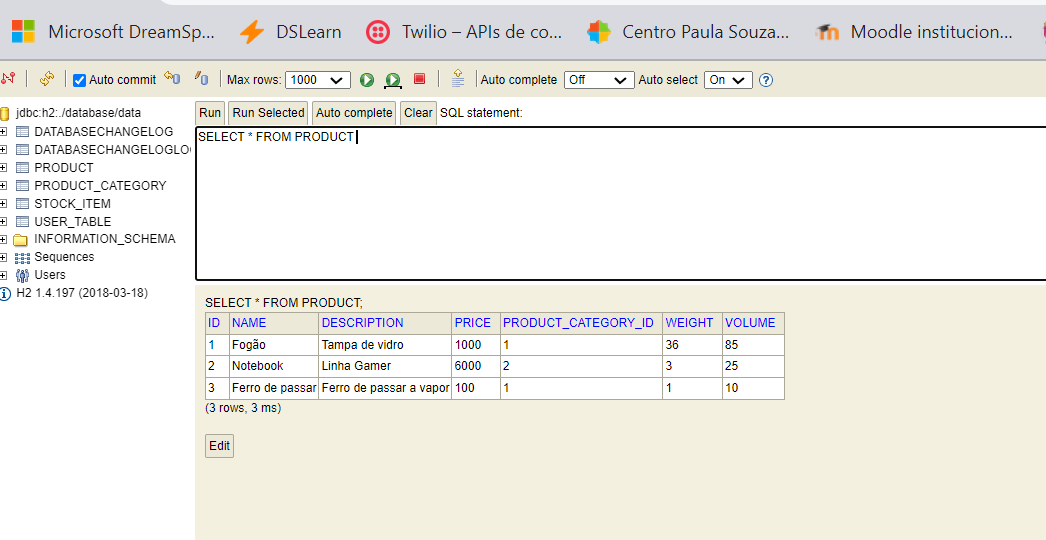 Microsoft DreamSp... DSLearn Twilio – APIs de co... Centro Paula Souza... Moodle institucion...
Auto commit Max rows: 1000 Auto complete Off Auto select On ?
jdbc:h2:./database/data
DATABASECHANGELOG
DATABASECHANGELOGLO
PRODUCT
PRODUCT_CATEGORY
STOCK_ITEM
USER_TABLE
INFORMATION_SCHEMA
Sequences
Users
H2 1.4.197 (2018-03-18)
Run Run Selected Auto complete Clear SQL statement:
SELECT * FROM PRODUCT
SELECT * FROM PRODUCT;
ID NAME DESCRIPTION PRICE PRODUCT_CATEGORY_ID WEIGHT VOLUME
1 Fogão Tampa de vidro 1000 1 36 85
2 Notebook Linha Gamer 6000 2 3 25
3 Ferro de passar Ferro de passar a vapor 100 1 1 10
(3 rows, 3 ms)
Edit